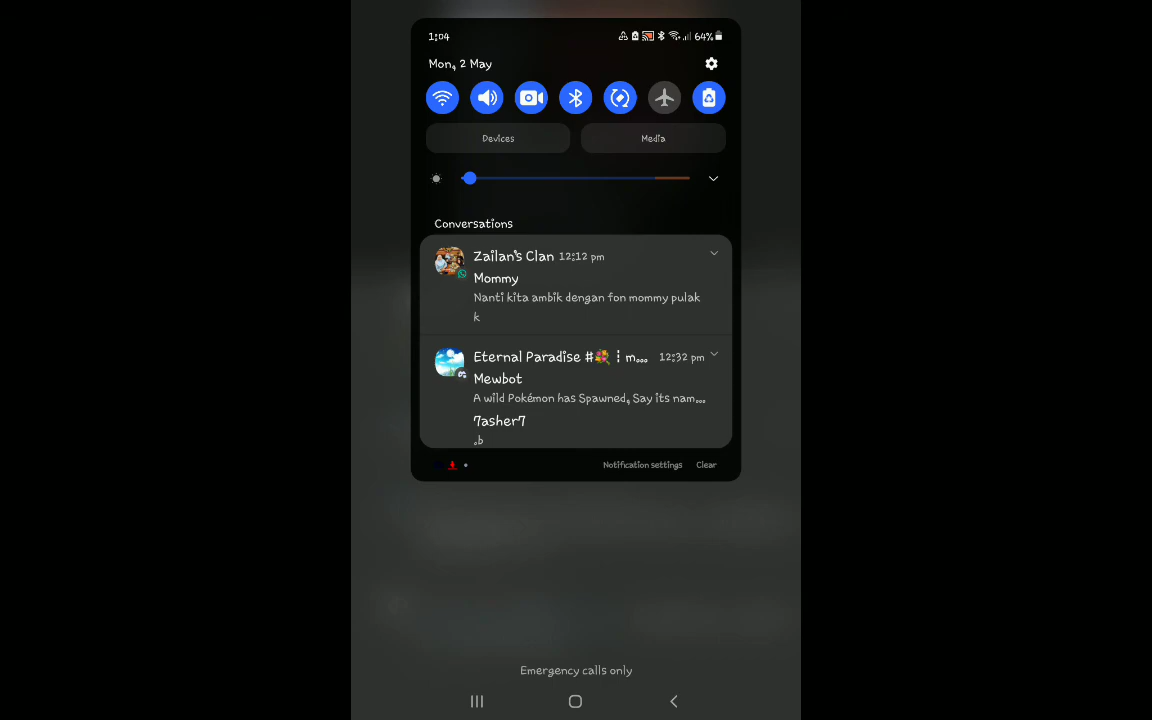 1:04 64%
Mon, 2 May
Devices Media
Conversations
Zailan's Clan 12:12 pm
Mommy
Nanti kita ambik dengan fon mommy pulak
k
Eternal Paradise #💐┆m... 12:32 pm
Mewbot
A wild Pokémon has Spawned, Say its nam...
7asher7
.b
Notification settings Clear
Emergency calls only